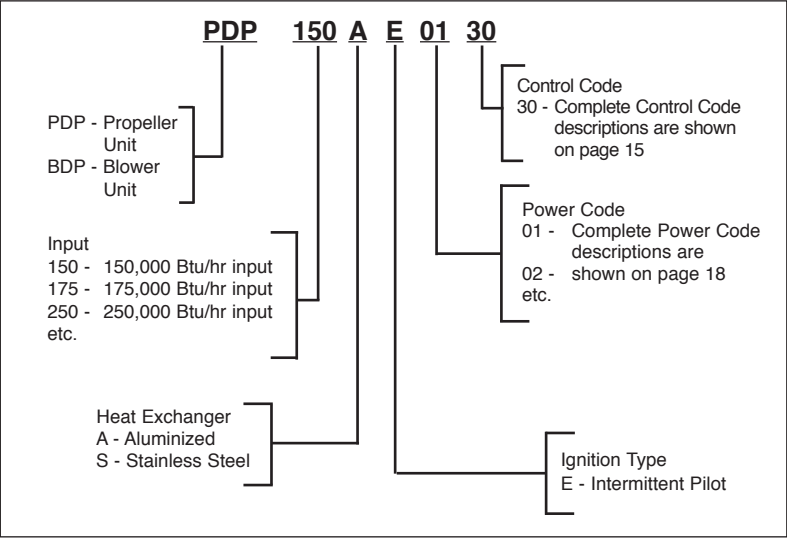 PDP 150 A E 01 30
Control Code
30 - Complete Control Code
descriptions are shown
on page 15
PDP - Propeller
Unit
BDP - Blower
Unit
Power Code
01 - Complete Power Code
descriptions are
02 - shown on page 18
etc.
Input
150 - 150,000 Btu/hr input
175 - 175,000 Btu/hr input
250 - 250,000 Btu/hr input
etc.
Heat Exchanger
A - Aluminized
S - Stainless Steel
Ignition Type
E - Intermittent Pilot